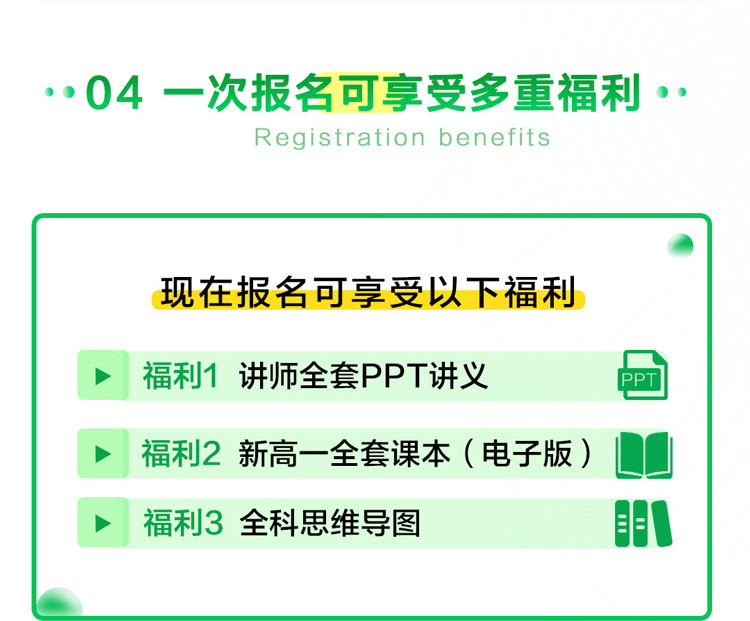 04 一次报名可享受多重福利
Registration benefits
现在报名可享受以下福利
福利1 讲师全套PPT讲义
PPT
福利2 新高一全套课本（电子版）
福利3 全科思维导图